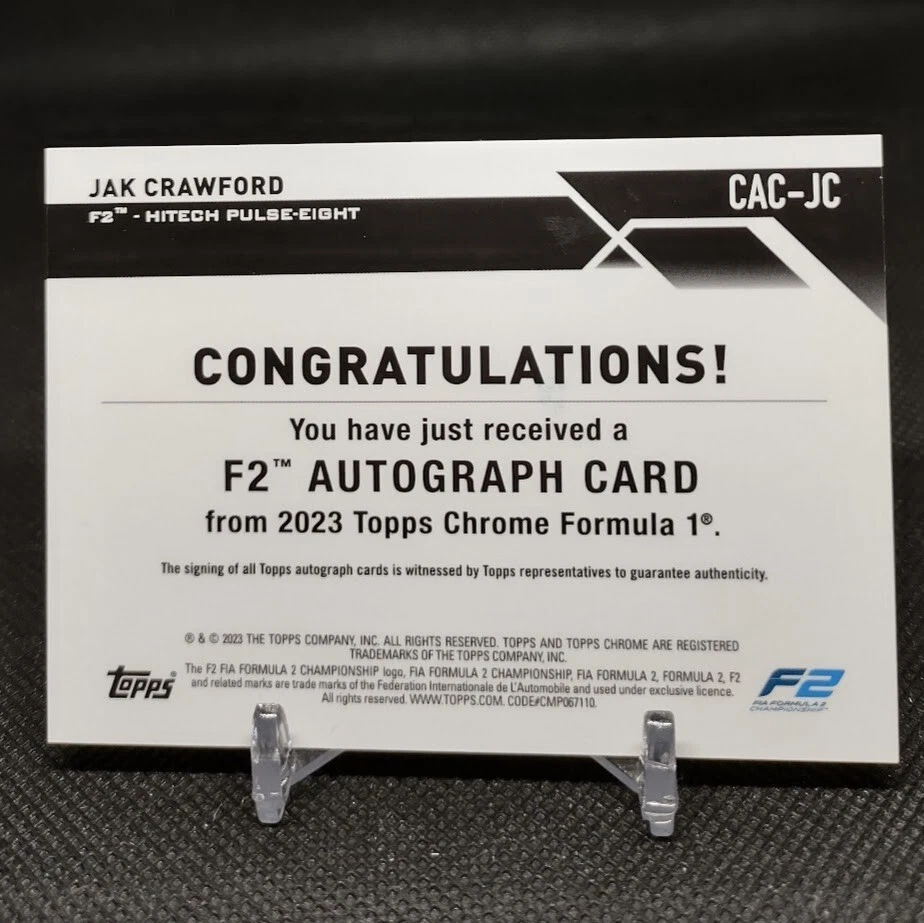 JAK CRAWFORD
F2™ - HITECH PULSE-EIGHT
CAC-JC
CONGRATULATIONS!
You have just received a
F2™ AUTOGRAPH CARD
from 2023 Topps Chrome Formula 1®.
The signing of all Topps autograph cards is witnessed by Topps representatives to guarantee authenticity.
® & © 2023 THE TOPPS COMPANY, INC. ALL RIGHTS RESERVED. TOPPS AND TOPPS CHROME ARE REGISTERED
TRADEMARKS OF THE TOPPS COMPANY, INC.
The F2 FIA FORMULA 2 CHAMPIONSHIP logo, FIA FORMULA 2 CHAMPIONSHIP, FIA FORMULA 2, FORMULA 2, F2
and related marks are trade marks of the Federation Internationale de L'Automobile and used under exclusive licence.
All rights reserved. WWW.TOPPS.COM. CODE#CMP067110.
Topps®
F2
FIA FORMULA 2
CHAMPIONSHIP™